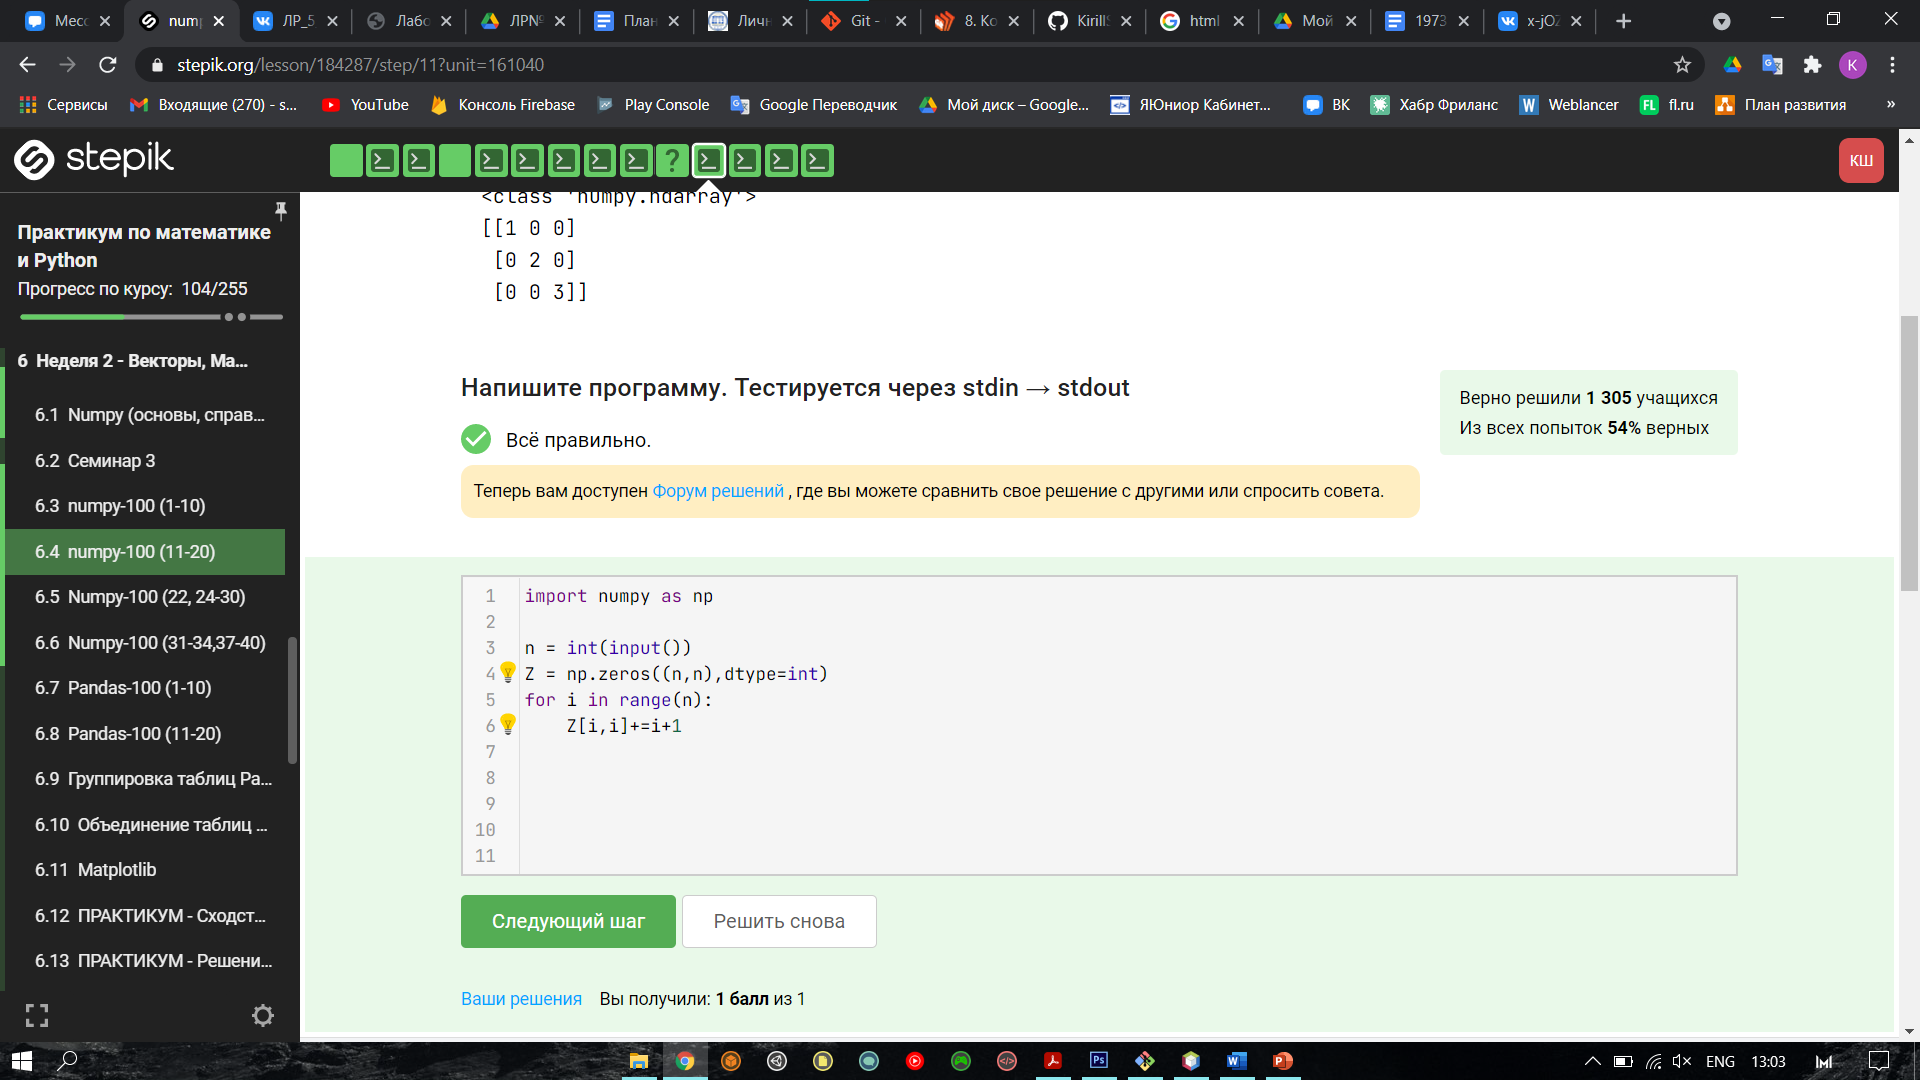 Месс
num
ЛР_5
Лабо
ЛР№
План
Личн
Git -
8. Ко
KirillS
html
Мой
1973
x-jOZ
stepik.org/lesson/184287/step/11?unit=161040
K
Сервисы
Входящие (270) - s...
YouTube
Консоль Firebase
Play Console
Google Переводчик
Мой диск – Google...
ЯЮниор Кабинет...
ВК
Хабр Фриланс
W Weblancer
FL fl.ru
План развития
»
stepik
?
КШ
Практикум по математике
и Python
Прогресс по курсу: 104/255
6 Неделя 2 - Векторы, Ма...
6.1 Numpy (основы, справ...
6.2 Семинар 3
6.3 numpy-100 (1-10)
6.4 numpy-100 (11-20)
6.5 Numpy-100 (22, 24-30)
6.6 Numpy-100 (31-34,37-40)
6.7 Pandas-100 (1-10)
6.8 Pandas-100 (11-20)
6.9 Группировка таблиц Pa...
6.10 Объединение таблиц ...
6.11 Matplotlib
6.12 ПРАКТИКУМ - Сходст...
6.13 ПРАКТИКУМ - Решени...
<class 'numpy.ndarray'>
[[1 0 0]
[0 2 0]
[0 0 3]]
Напишите программу. Тестируется через stdin → stdout
Всё правильно.
Теперь вам доступен Форум решений , где вы можете сравнить свое решение с другими или спросить совета.
Верно решили 1 305 учащихся
Из всех попыток 54% верных
1 import numpy as np
2
3 n = int(input())
4 Z = np.zeros((n,n),dtype=int)
5 for i in range(n):
6 Z[i,i]+=i+1
7
8
9
10
11
Следующий шаг
Решить снова
Ваши решения Вы получили: 1 балл из 1
Ps
ENG
13:03